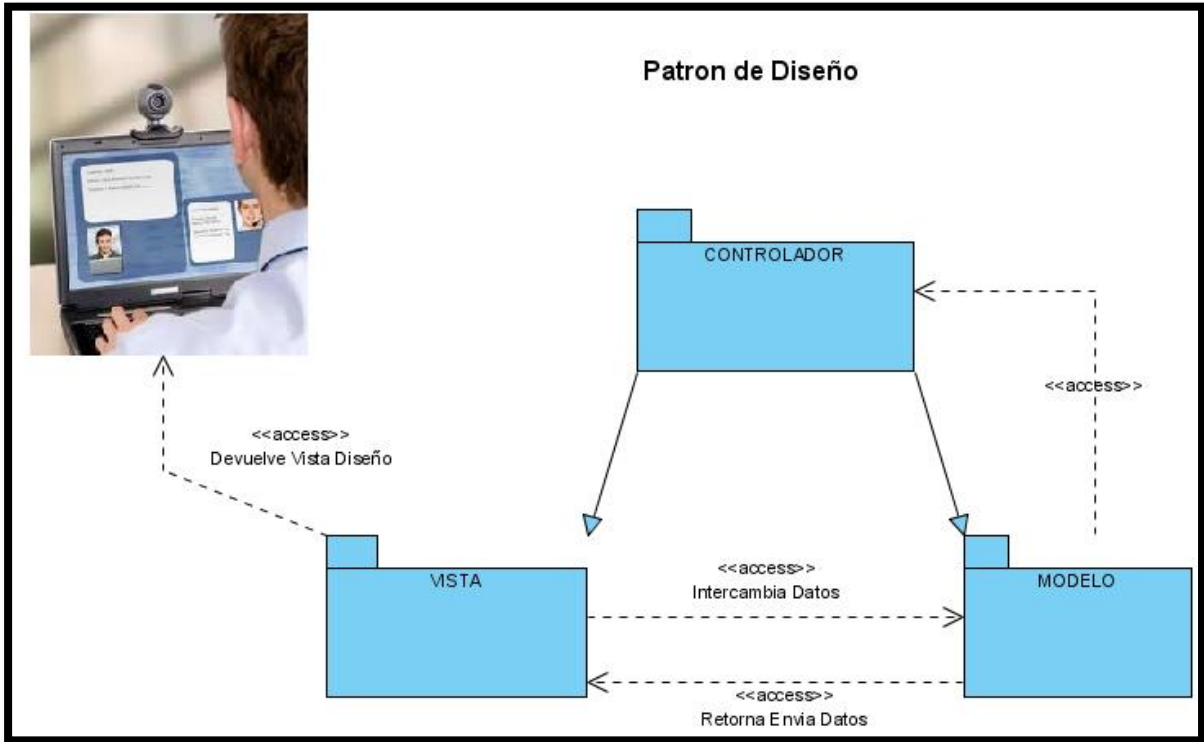 Patron de Diseño
CONTROLADOR
<<access>>
<<access>>
Devuelve Vista Diseño
VISTA
<<access>>
Intercambia Datos
MODELO
<<access>>
Retorna Envia Datos